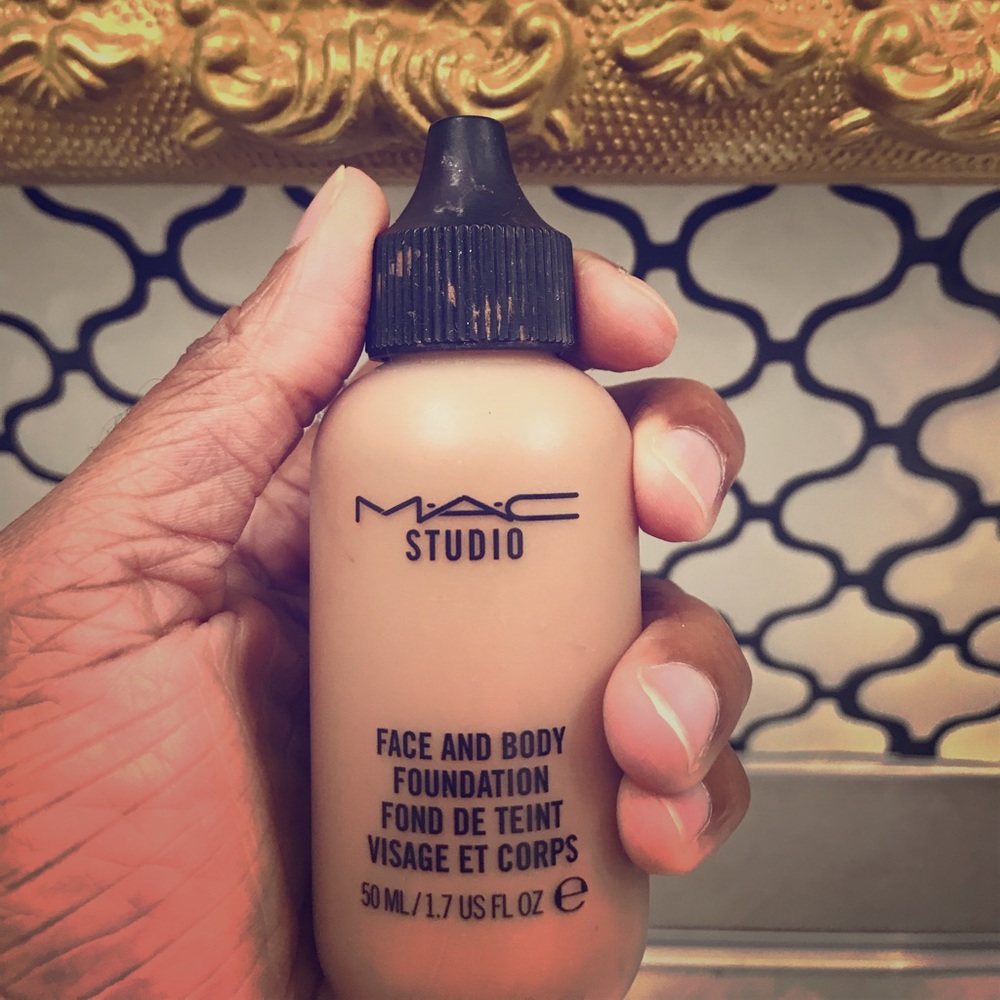 M·A·C
STUDIO
FACE AND BODY
FOUNDATION
FOND DE TEINT
VISAGE ET CORPS
50 ML / 1.7 US FL OZ ℮